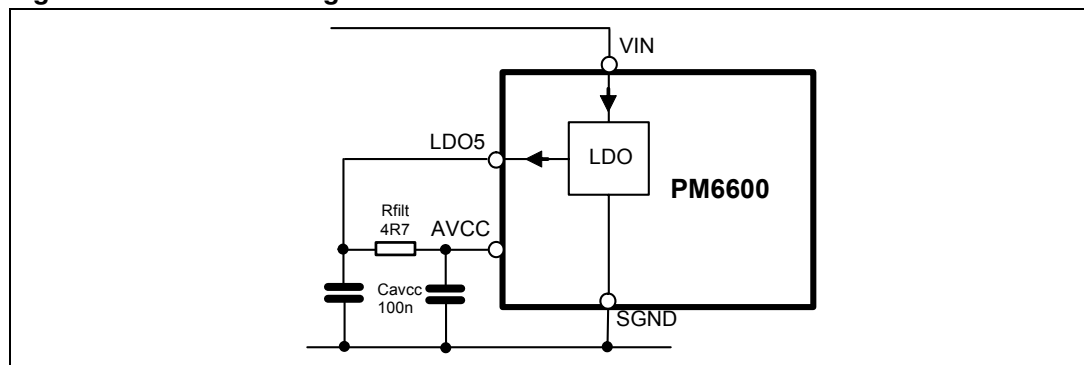 VIN
LDO5
LDO
PM6600
Rfilt
4R7
AVCC
Cavcc
100n
SGND